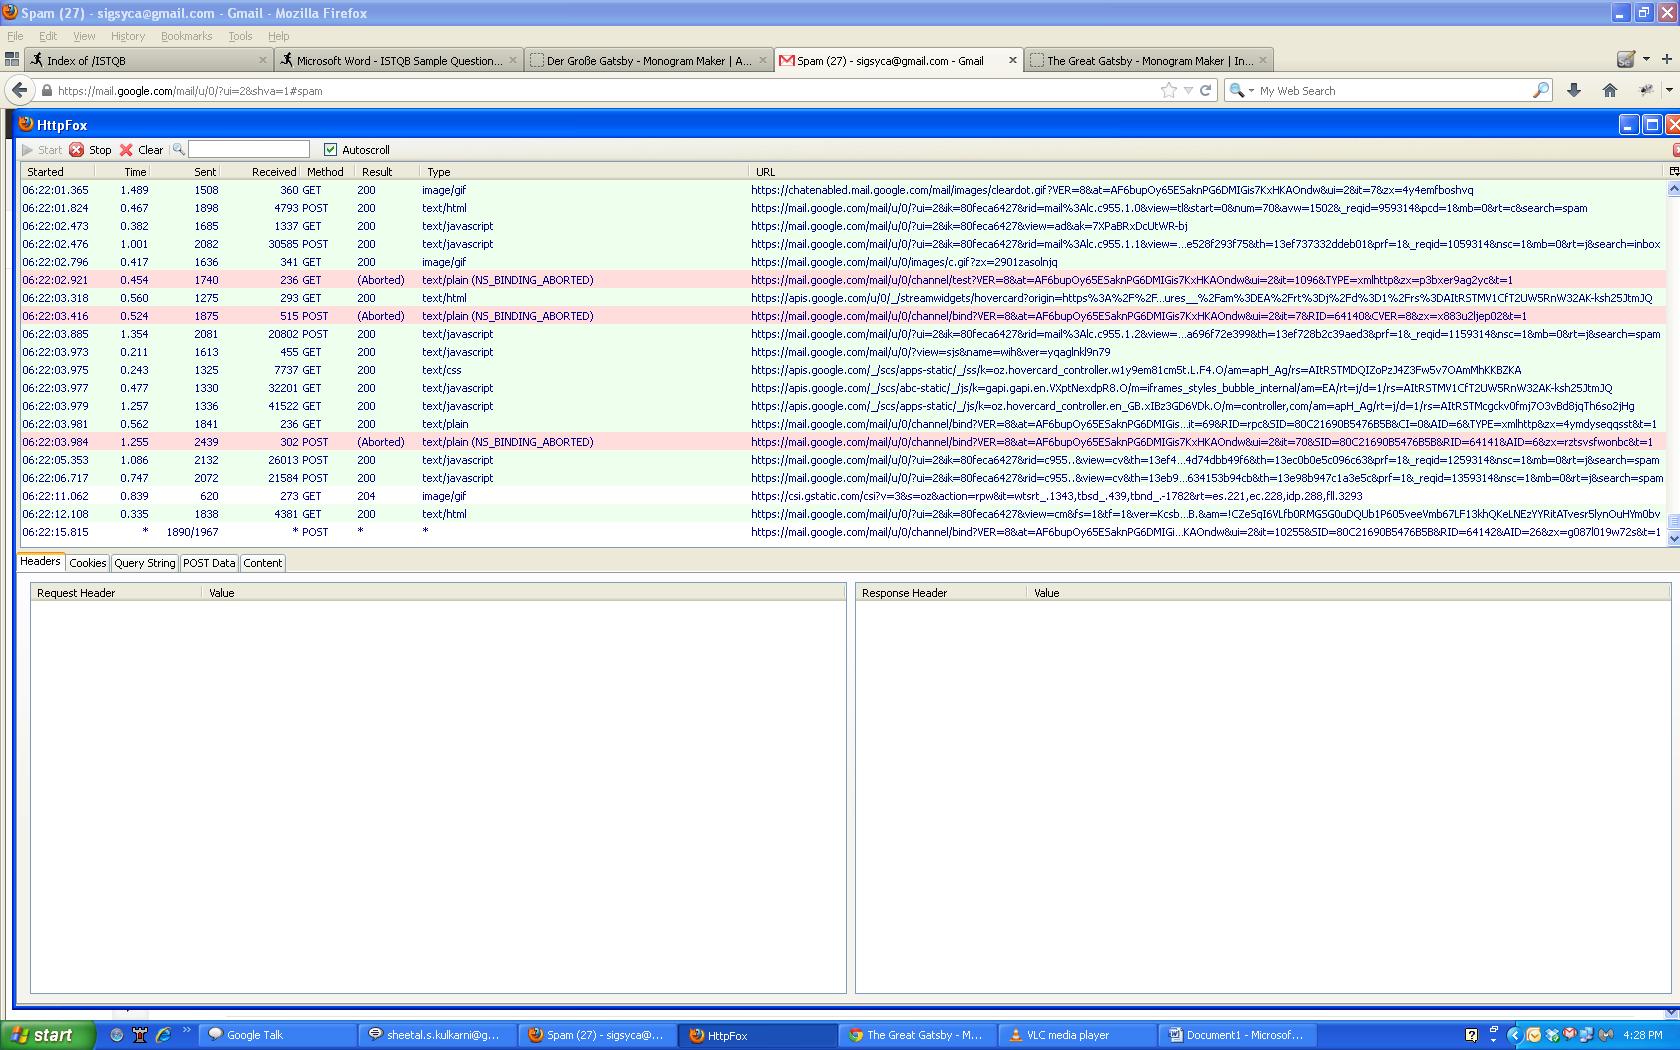 Spam (27) - sigsyca@gmail.com - Gmail - Mozilla Firefox
File Edit View History Bookmarks Tools Help
Index of /ISTQB Microsoft Word - ISTQB Sample Question... Der Große Gatsby - Monogram Maker | A... Spam (27) - sigsyca@gmail.com - Gmail The Great Gatsby - Monogram Maker | In...
https://mail.google.com/mail/u/0/?ui=2&shva=1#spam My Web Search
HttpFox
Start Stop Clear Autoscroll
Started Time Sent Received Method Result Type URL
06:22:01.365 1.489 1508 360 GET 200 image/gif https://chatenabled.mail.google.com/mail/images/cleardot.gif?VER=8&at=AF6bupOy65ESaknPG6DMIGis7KxHKAOndw&ui=2&it=7&zx=4y4emfboshvq
06:22:01.824 0.467 1898 4793 POST 200 text/html https://mail.google.com/mail/u/0/?ui=2&ik=80feca6427&rid=mail%3Alc.c955.1.0&view=tl&start=0&num=70&avw=1502&_reqid=959314&pcd=1&mb=0&rt=c&search=spam
06:22:02.473 0.382 1685 1337 GET 200 text/javascript https://mail.google.com/mail/u/0/?ui=2&ik=80feca6427&view=ad&ak=7XPaBRxDcUtWR-bj
06:22:02.476 1.001 2082 30585 POST 200 text/javascript https://mail.google.com/mail/u/0/?ui=2&ik=80feca6427&rid=mail%3Alc.c955.1.1&view=...e528f293f75&th=13ef737332ddeb01&prf=1&_reqid=1059314&nsc=1&mb=0&rt=j&search=inbox
06:22:02.796 0.417 1636 341 GET 200 image/gif https://mail.google.com/mail/u/0/images/c.gif?zx=2901zasolnjq
06:22:02.921 0.454 1740 236 GET (Aborted) text/plain (NS_BINDING_ABORTED) https://mail.google.com/mail/u/0/channel/test?VER=8&at=AF6bupOy65ESaknPG6DMIGis7KxHKAOndw&ui=2&it=1096&TYPE=xmlhttp&zx=p3bxer9ag2yc&t=1
06:22:03.318 0.560 1275 293 GET 200 text/html https://apis.google.com/u/0/_/streamwidgets/hovercard?origin=https%3A%2F%2F...ures__%2Fam%3DEA%2Frt%3Dj%2Fd%3D1%2Frs%3DAItRSTMV1CfT2UW5RnW32AK-ksh25JtmJQ
06:22:03.416 0.524 1875 515 POST (Aborted) text/plain (NS_BINDING_ABORTED) https://mail.google.com/mail/u/0/channel/bind?VER=8&at=AF6bupOy65ESaknPG6DMIGis7KxHKAOndw&ui=2&it=7&RID=64140&CVER=8&zx=x883u2ljep02&t=1
06:22:03.885 1.354 2081 20802 POST 200 text/javascript https://mail.google.com/mail/u/0/?ui=2&ik=80feca6427&rid=mail%3Alc.c955.1.2&view=...a696f72e399&th=13ef728b2c39aed3&prf=1&_reqid=1159314&nsc=1&mb=0&rt=j&search=spam
06:22:03.973 0.211 1613 455 GET 200 text/javascript https://mail.google.com/mail/u/0/?view=sjs&name=wih&ver=yqaglnkl9n79
06:22:03.975 0.243 1325 7737 GET 200 text/css https://apis.google.com/_/scs/apps-static/_/ss/k=oz.hovercard_controller.w1y9em81cm5t.L.F4.O/am=apH_Ag/rs=AItRSTMDQIZoPzJ4Z3Fw5v7OAmMhKKBZKA
06:22:03.977 0.477 1330 32201 GET 200 text/javascript https://apis.google.com/_/scs/abc-static/_/js/k=gapi.gapi.en.VXptNexdpR8.O/m=iframes_styles_bubble_internal/am=EA/rt=j/d=1/rs=AItRSTMV1CfT2UW5RnW32AK-ksh25JtmJQ
06:22:03.979 1.257 1336 41522 GET 200 text/javascript https://apis.google.com/_/scs/apps-static/_/js/k=oz.hovercard_controller.en_GB.xIBz3GD6VDk.O/m=controller,com/am=apH_Ag/rt=j/d=1/rs=AItRSTMcgckv0fmj7O3vBd8jqTh6so2jHg
06:22:03.981 0.562 1841 236 GET 200 text/plain https://mail.google.com/mail/u/0/channel/bind?VER=8&at=AF6bupOy65ESaknPG6DMIGis...it=69&RID=rpc&SID=80C21690B5476B5B&CI=0&AID=6&TYPE=xmlhttp&zx=4ymdyseqqsst&t=1
06:22:03.984 1.255 2439 302 POST (Aborted) text/plain (NS_BINDING_ABORTED) https://mail.google.com/mail/u/0/channel/bind?VER=8&at=AF6bupOy65ESaknPG6DMIGis7KxHKAOndw&ui=2&it=70&SID=80C21690B5476B5B&RID=64141&AID=6&zx=rztsvsfwonbc&t=1
06:22:05.353 1.086 2132 26013 POST 200 text/javascript https://mail.google.com/mail/u/0/?ui=2&ik=80feca6427&rid=c955..&view=cv&th=13ef4...4d74dbb49f6&th=13ec0b0e5c096c63&prf=1&_reqid=1259314&nsc=1&mb=0&rt=j&search=spam
06:22:06.717 0.747 2072 21584 POST 200 text/javascript https://mail.google.com/mail/u/0/?ui=2&ik=80feca6427&rid=c955..&view=cv&th=13eb9...634153b94cb&th=13e98b947c1a3e5c&prf=1&_reqid=1359314&nsc=1&mb=0&rt=j&search=spam
06:22:11.062 0.839 620 273 GET 204 image/gif https://csi.gstatic.com/csi?v=3&s=oz&action=rpw&it=wtsrt_.1343,tbsd_.439,tbnd_.-1782&rt=es.221,ec.228,idp.288,fll.3293
06:22:12.108 0.335 1838 4381 GET 200 text/html https://mail.google.com/mail/u/0/?ui=2&ik=80feca6427&view=cm&fs=1&tf=1&ver=Kcsb...B.&am=!CZeSqI6VLfb0RMGSG0uDQUb1P605veeVmb67LF13khQKeLNEzYYRitATvesr5lynOuHYm0bv
06:22:15.815 * 1890/1967 * POST * * https://mail.google.com/mail/u/0/channel/bind?VER=8&at=AF6bupOy65ESaknPG6DMIGis...KAOndw&ui=2&it=10255&SID=80C21690B5476B5B&RID=64142&AID=26&zx=g087l019w72s&t=1
Headers Cookies Query String POST Data Content
Request Header Value Response Header Value
start Google Talk sheetal.s.kulkarni@g... Spam (27) - sigsyca@... HttpFox The Great Gatsby - M... VLC media player Document1 - Microsof... 4:28 PM